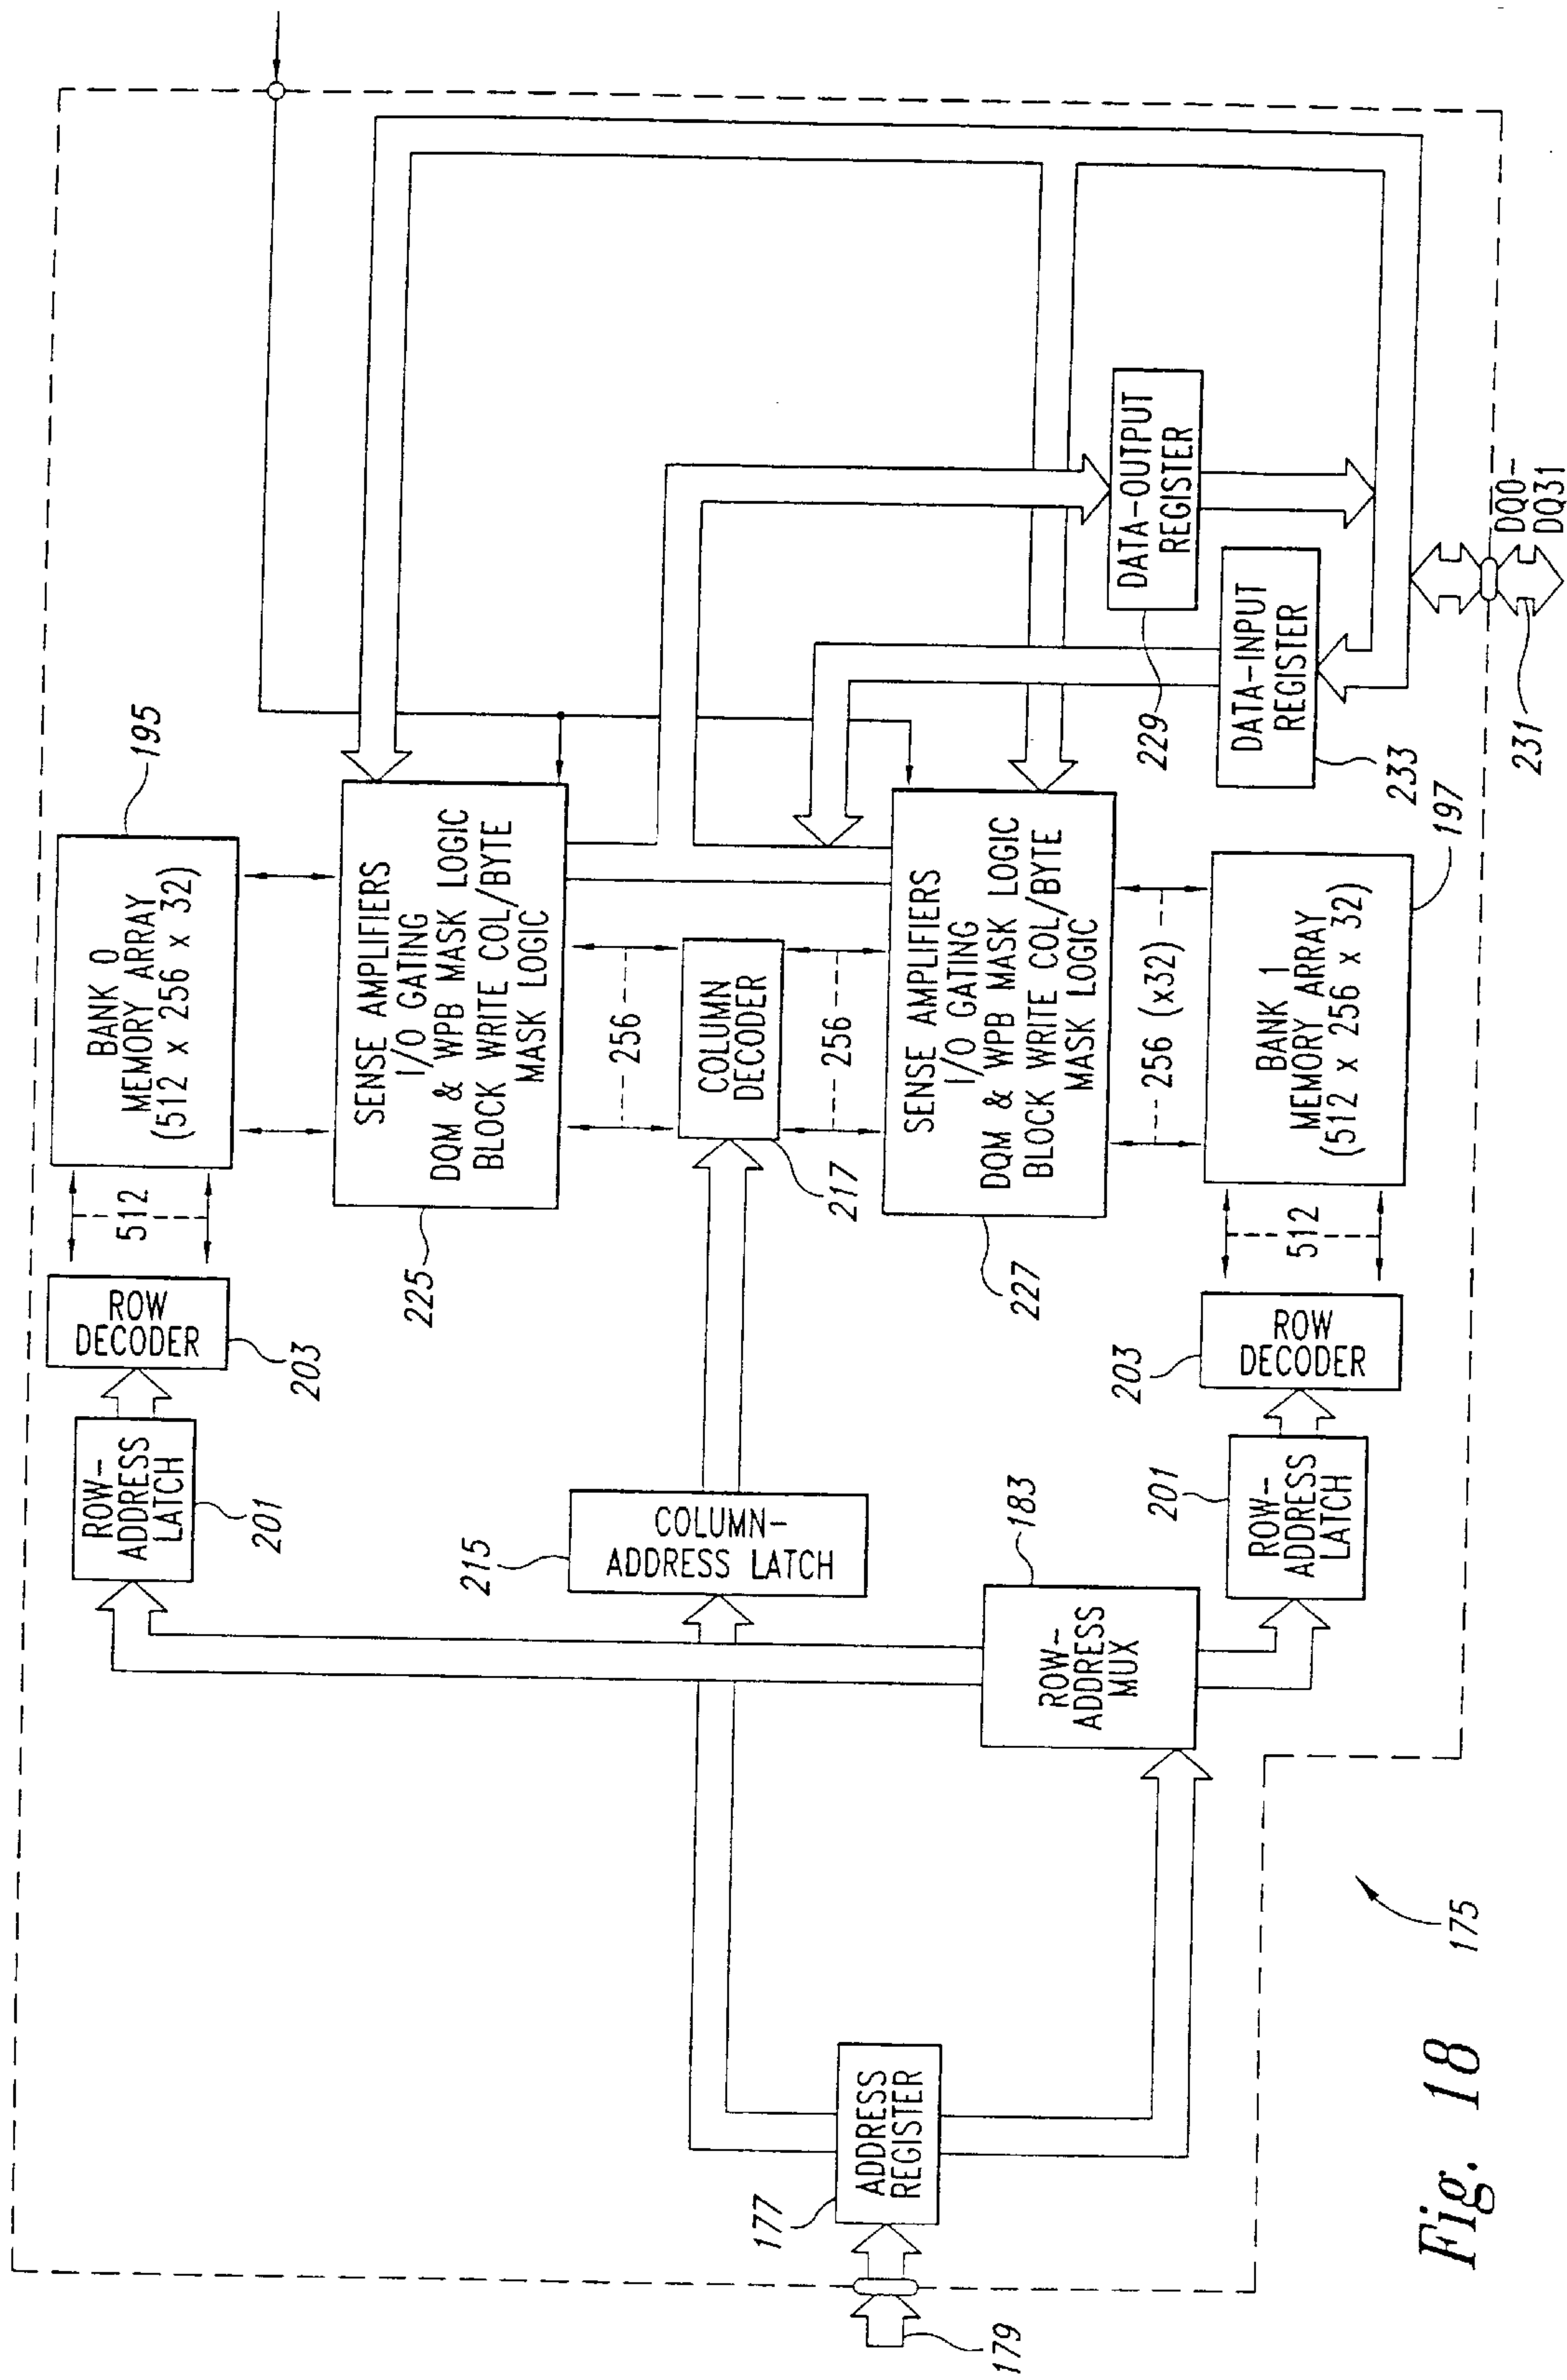 195
BANK 0
MEMORY ARRAY
(512 x 256 x 32)
512
ROW
DECODER
203
ROW-
ADDRESS
LATCH
201
SENSE AMPLIFIERS
I/O GATING
DQM & WPB MASK LOGIC
BLOCK WRITE COL/BYTE
MASK LOGIC
225
256
COLUMN
DECODER
217
256
COLUMN-
ADDRESS LATCH
215
SENSE AMPLIFIERS
I/O GATING
DQM & WPB MASK LOGIC
BLOCK WRITE COL/BYTE
MASK LOGIC
227
256 (x32)
BANK 1
MEMORY ARRAY
(512 x 256 x 32)
197
512
ROW
DECODER
203
ROW-
ADDRESS
LATCH
201
ROW-
ADDRESS
MUX
183
ADDRESS
REGISTER
177
179
DATA-OUTPUT
REGISTER
229
DATA-INPUT
REGISTER
233
DQ0-
DQ31
231
175
Fig. 18